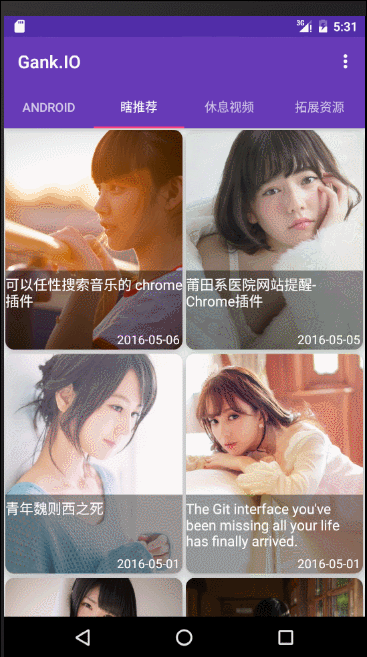 3G
5:31
Gank.IO
ANDROID
瞎推荐
休息视频
拓展资源
可以任性搜索音乐的 chrome
插件
2016-05-06
莆田系医院网站提醒-
Chrome插件
2016-05-05
青年魏则西之死
2016-05-01
The Git interface you've
been missing all your life
has finally arrived.
2016-05-01